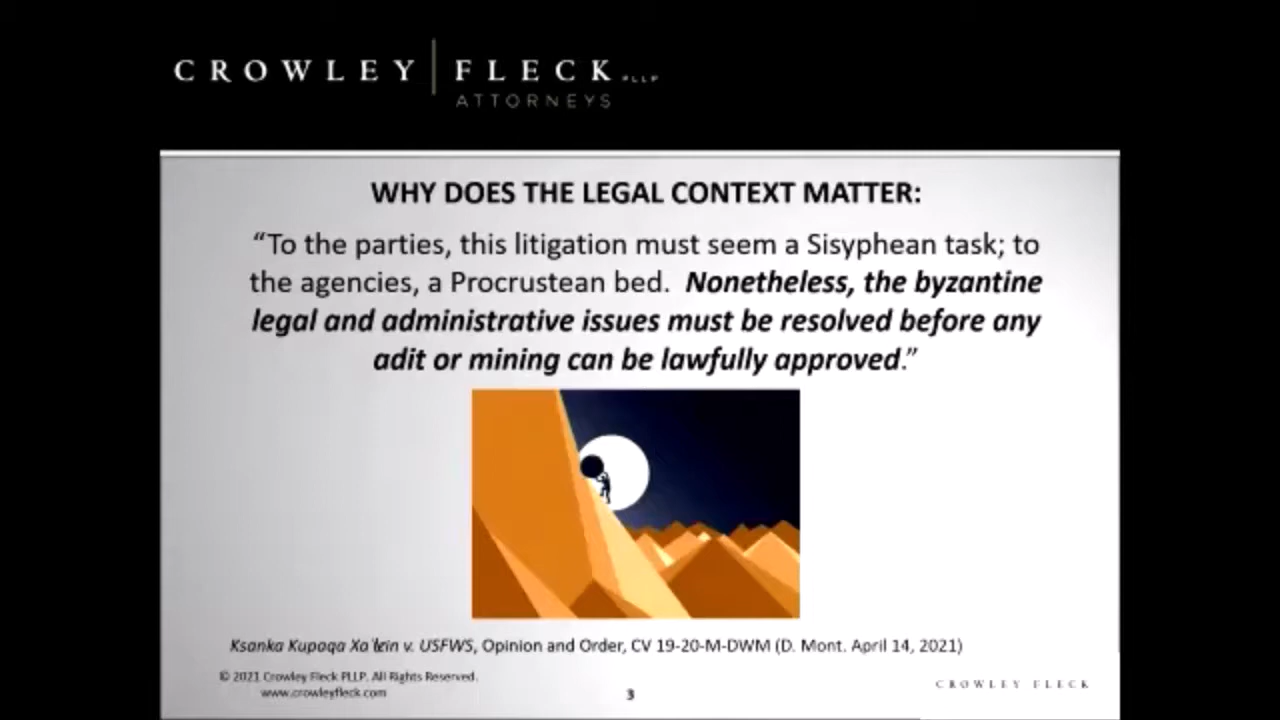 CROWLEY | FLECK PLLP
ATTORNEYS
WHY DOES THE LEGAL CONTEXT MATTER:
“To the parties, this litigation must seem a Sisyphean task; to
the agencies, a Procrustean bed. Nonetheless, the byzantine
legal and administrative issues must be resolved before any
adit or mining can be lawfully approved.”
Ksanka Kupaqa Xa'lⱡin v. USFWS, Opinion and Order, CV 19-20-M-DWM (D. Mont. April 14, 2021)
© 2021 Crowley Fleck PLLP. All Rights Reserved.
www.crowleyfleck.com
3
CROWLEY FLECK